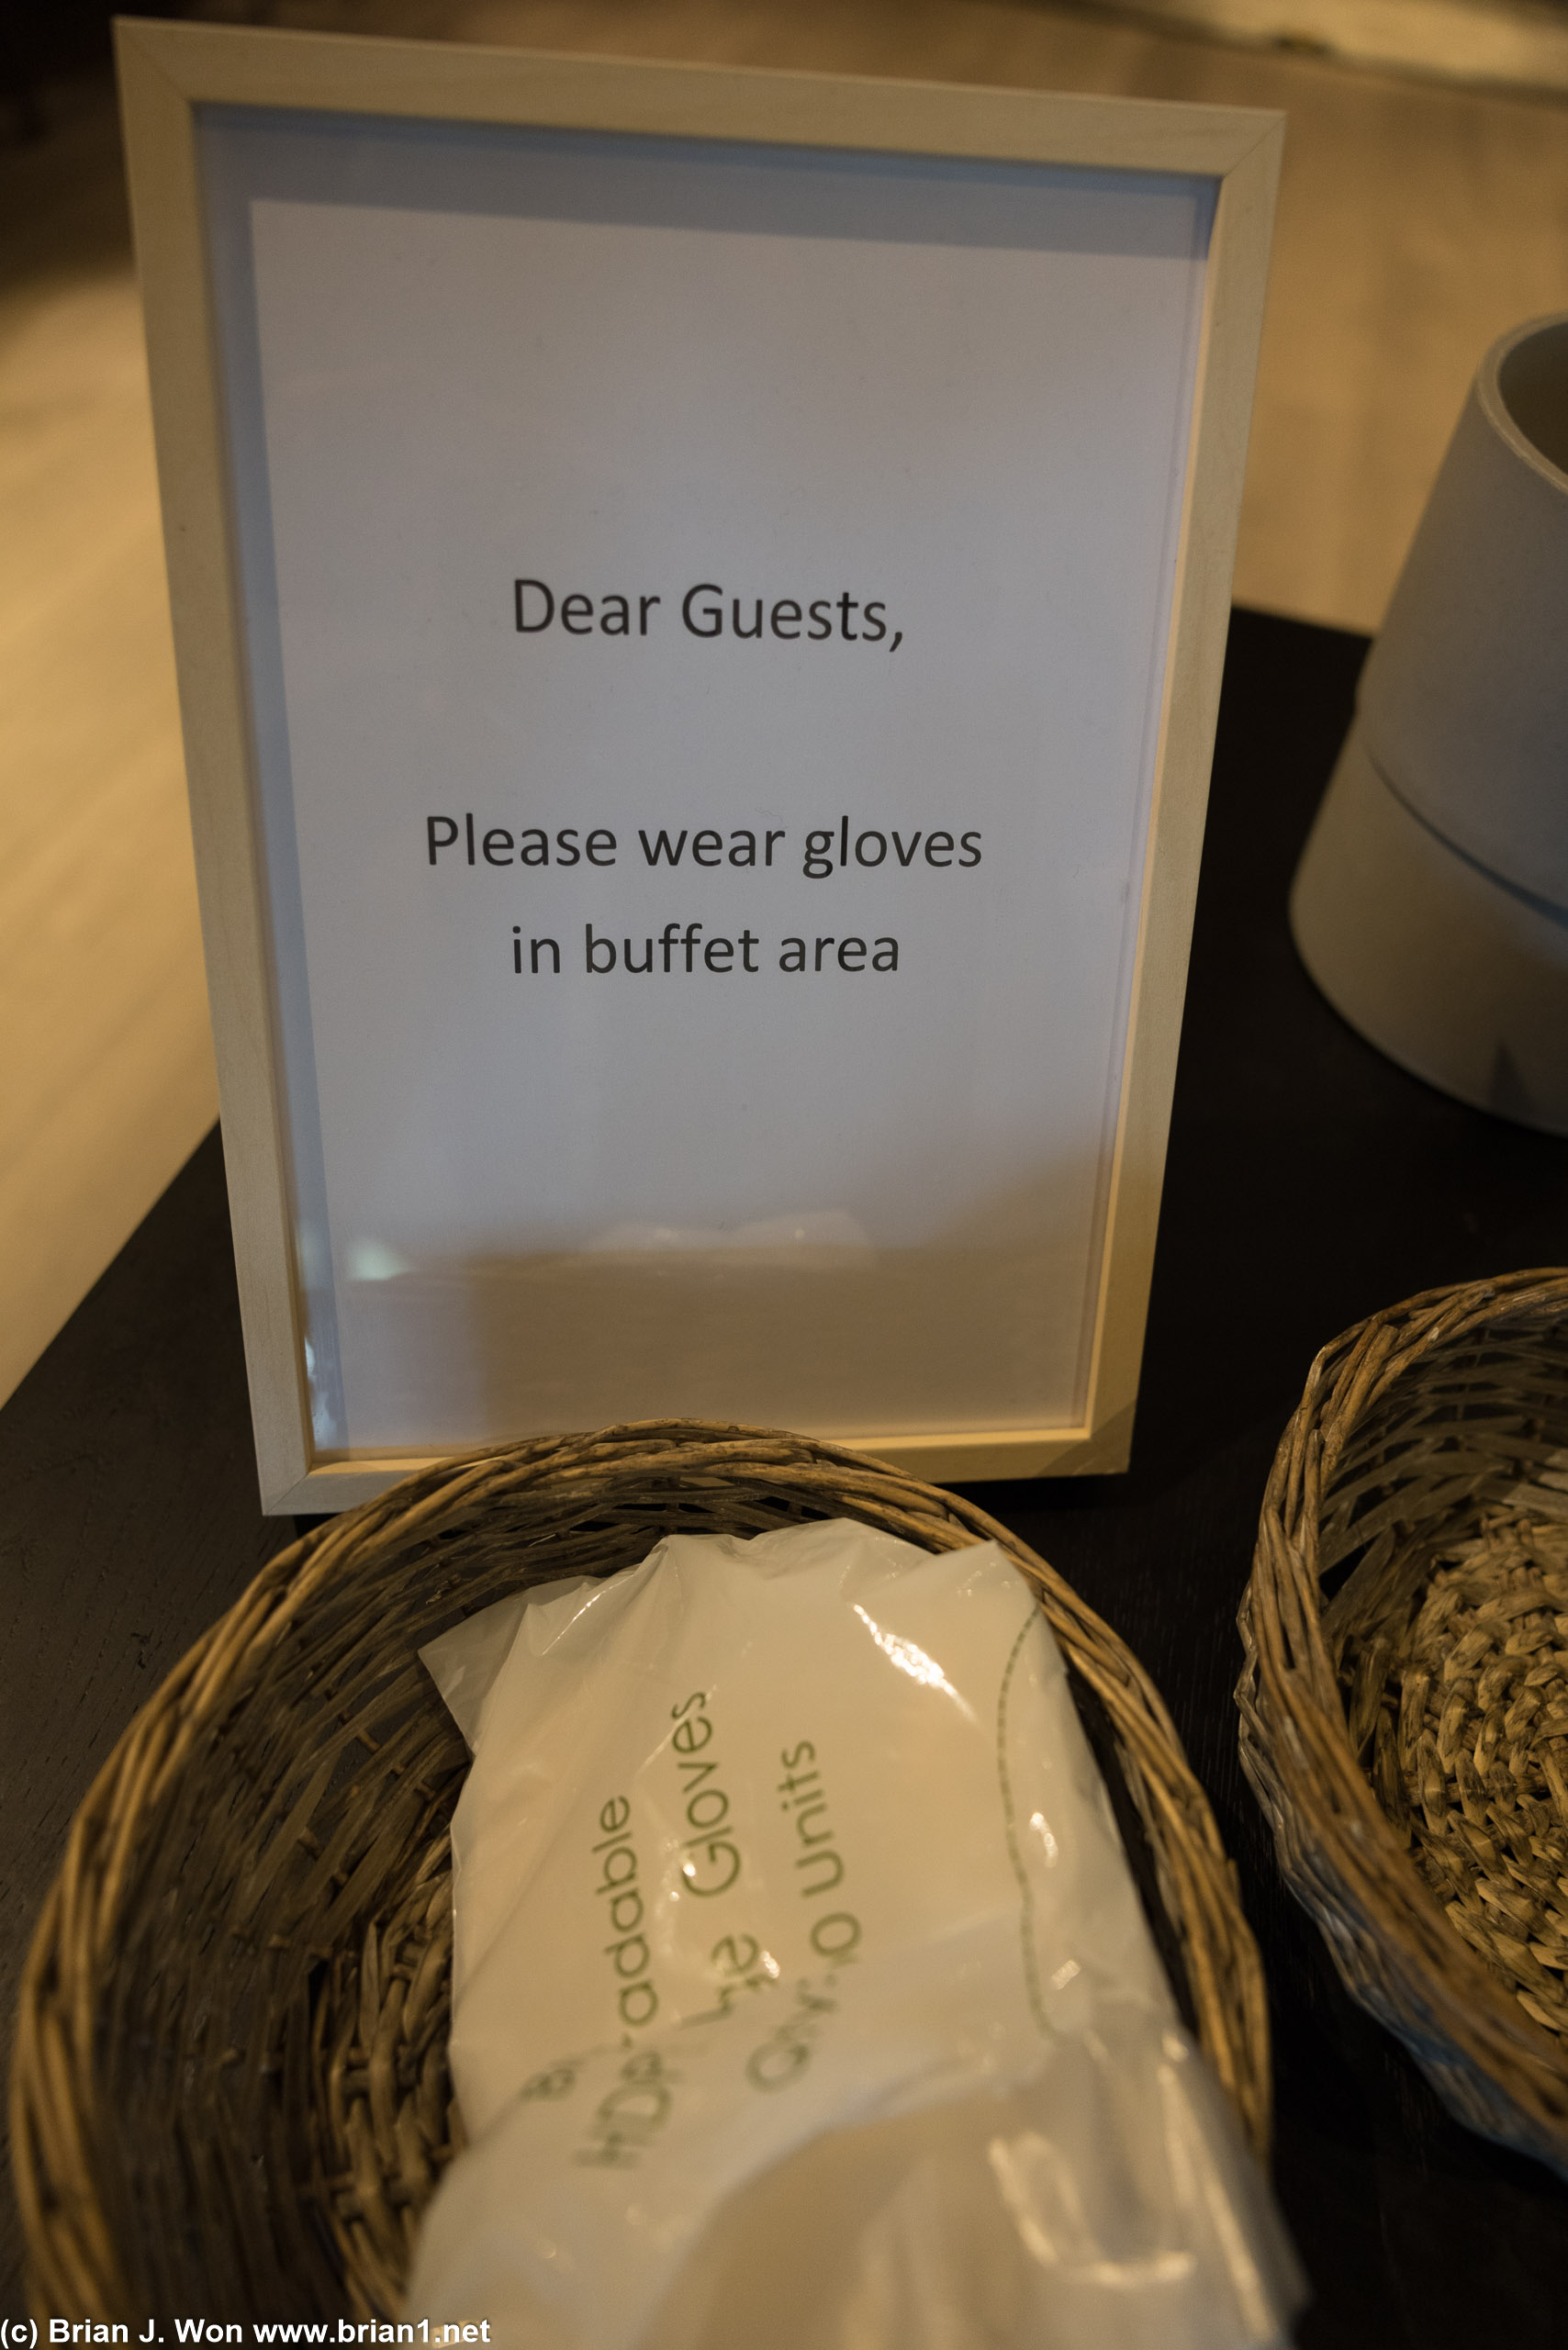 Dear Guests,
Please wear gloves
in buffet area
Gloves
Units
(c) Brian J. Won www.brian1.net